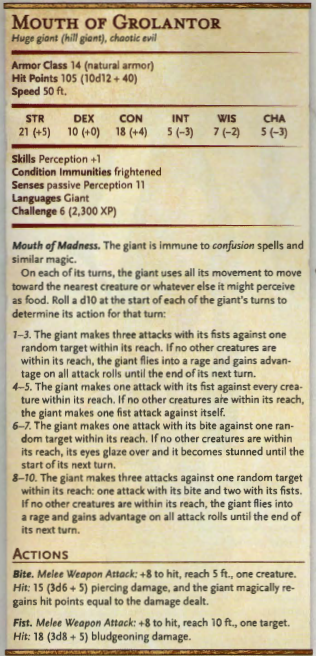 MOUTH OF GROLANTOR
Huge giant (hill giant), chaotic evil
Armor Class 14 (natural armor)
Hit Points 105 (10d12 + 40)
Speed 50 ft.
STR DEX CON INT WIS CHA
21 (+5) 10 (+0) 18 (+4) 5 (−3) 7 (−2) 5 (−3)
Skills Perception +1
Condition Immunities frightened
Senses passive Perception 11
Languages Giant
Challenge 6 (2,300 XP)
Mouth of Madness. The giant is immune to confusion spells and
similar magic.
On each of its turns, the giant uses all its movement to move
toward the nearest creature or whatever else it might perceive
as food. Roll a d10 at the start of each of the giant's turns to
determine its action for that turn:
1–3. The giant makes three attacks with its fists against one
random target within its reach. If no other creatures are
within its reach, the giant flies into a rage and gains advan-
tage on all attack rolls until the end of its next turn.
4–5. The giant makes one attack with its fist against every crea-
ture within its reach. If no other creatures are within its reach,
the giant makes one fist attack against itself.
6–7. The giant makes one attack with its bite against one ran-
dom target within its reach. If no other creatures are within
its reach, its eyes glaze over and it becomes stunned until the
start of its next turn.
8–10. The giant makes three attacks against one random target
within its reach: one attack with its bite and two with its fists.
If no other creatures are within its reach, the giant flies into
a rage and gains advantage on all attack rolls until the end of
its next turn.
ACTIONS
Bite. Melee Weapon Attack: +8 to hit, reach 5 ft., one creature.
Hit: 15 (3d6 + 5) piercing damage, and the giant magically re-
gains hit points equal to the damage dealt.
Fist. Melee Weapon Attack: +8 to hit, reach 10 ft., one target.
Hit: 18 (3d8 + 5) bludgeoning damage.